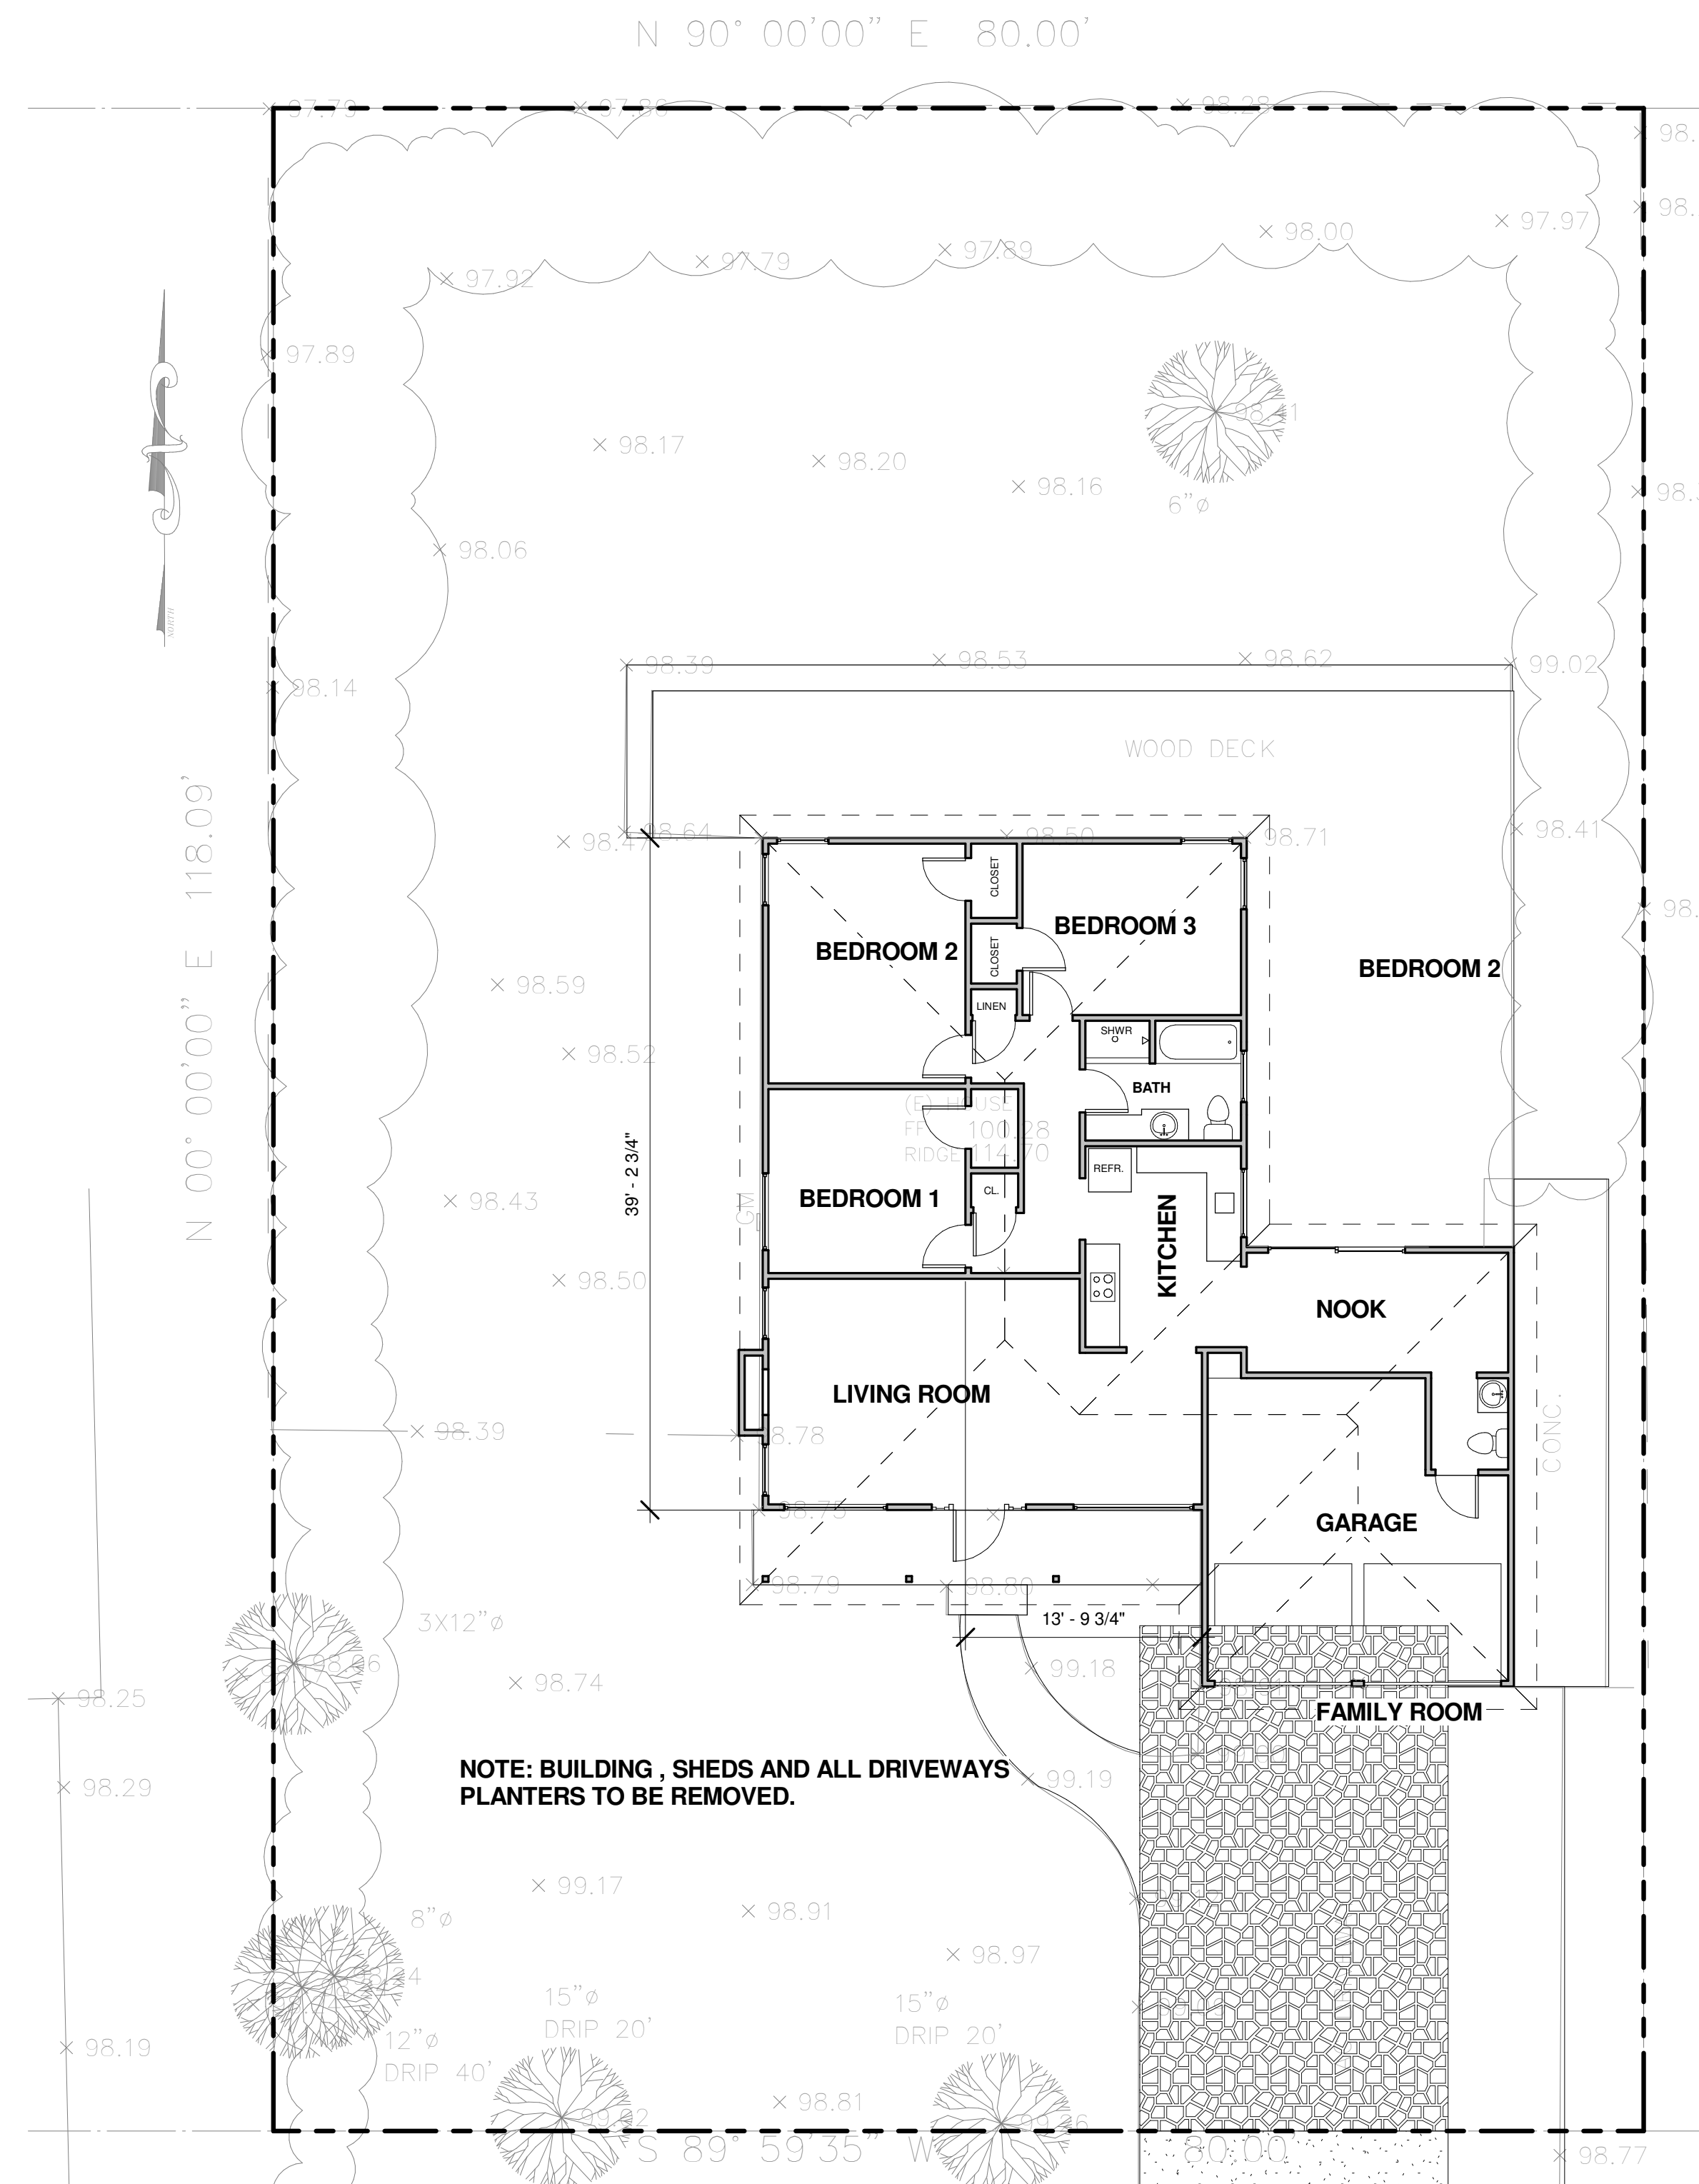 N 90° 00'00" E 80.00'
97.79
97.86
98.28
97.97
98.00
97.89
97.79
97.92
97.89
98.41
98.17
98.20
98.16
6"ø
98.06
NORTH
98.39
98.53
98.62
99.02
98.14
WOOD DECK
N 00° 00'00" E 118.09'
98.47
98.64
98.50
98.71
98.41
CLOSET
BEDROOM 3
BEDROOM 2
CLOSET
BEDROOM 2
98.59
LINEN
SHWR
98.52
BATH
(E) HOUSE
FF 100.28
RIDGE 114.70
39' - 2 3/4"
REFR.
CL.
BEDROOM 1
98.43
GM
KITCHEN
98.50
NOOK
LIVING ROOM
98.39
98.78
CONC.
98.75
GARAGE
98.79
98.80
13' - 9 3/4"
3X12"ø
99.18
98.74
98.25
FAMILY ROOM
NOTE: BUILDING , SHEDS AND ALL DRIVEWAYS
PLANTERS TO BE REMOVED.
99.19
98.29
99.17
98.91
8"ø
98.97
15"ø
DRIP 20'
15"ø
DRIP 20'
12"ø
DRIP 40'
98.19
98.81
99.02
S 89° 59'35" W 80.00'
98.77